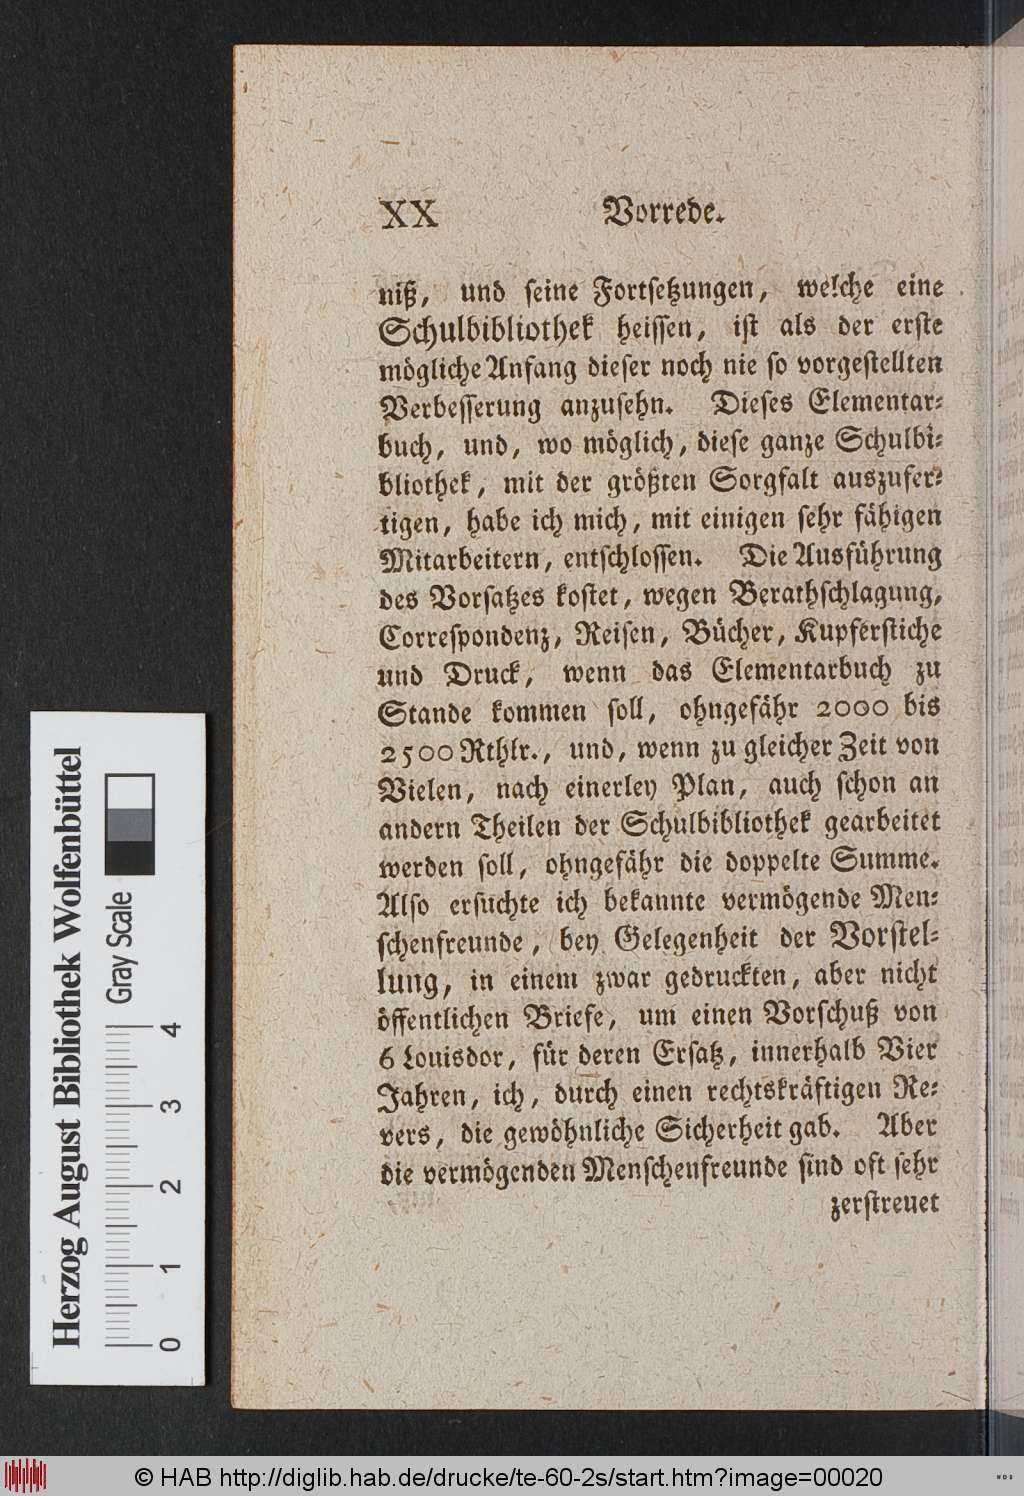 XX Vorrede.
niß, und seine Fortsetzungen, welche eine
Schulbibliothek heissen, ist als der erste
mögliche Anfang dieser noch nie so vorgestellten
Verbesserung anzusehn. Dieses Elementar-
buch, und, wo möglich, diese ganze Schulbi-
bliothek, mit der größten Sorgfalt auszufer-
tigen, habe ich mich, mit einigen sehr fähigen
Mitarbeitern, entschlossen. Die Ausführung
des Vorsatzes kostet, wegen Berathschlagung,
Correspondenz, Reisen, Bücher, Kupferstiche
und Druck, wenn das Elementarbuch zu
Stande kommen soll, ohngefähr 2000 bis
2500 Rthlr., und, wenn zu gleicher Zeit von
Vielen, nach einerley Plan, auch schon an
andern Theilen der Schulbibliothek gearbeitet
werden soll, ohngefähr die doppelte Summe.
Also ersuchte ich bekannte vermögende Men-
schenfreunde, bey Gelegenheit der Vorstel-
lung, in einem zwar gedruckten, aber nicht
öffentlichen Briefe, um einen Vorschuß von
6 Louisdor, für deren Ersatz, innerhalb Vier
Jahren, ich, durch einen rechtskräftigen Re-
vers, die gewöhnliche Sicherheit gab. Aber
die vermögenden Menschenfreunde sind oft sehr
zerstreuet
Herzog August Bibliothek Wolfenbüttel
Gray Scale
0 1 2 3 4
© HAB http://diglib.hab.de/drucke/te-60-2s/start.htm?image=00020